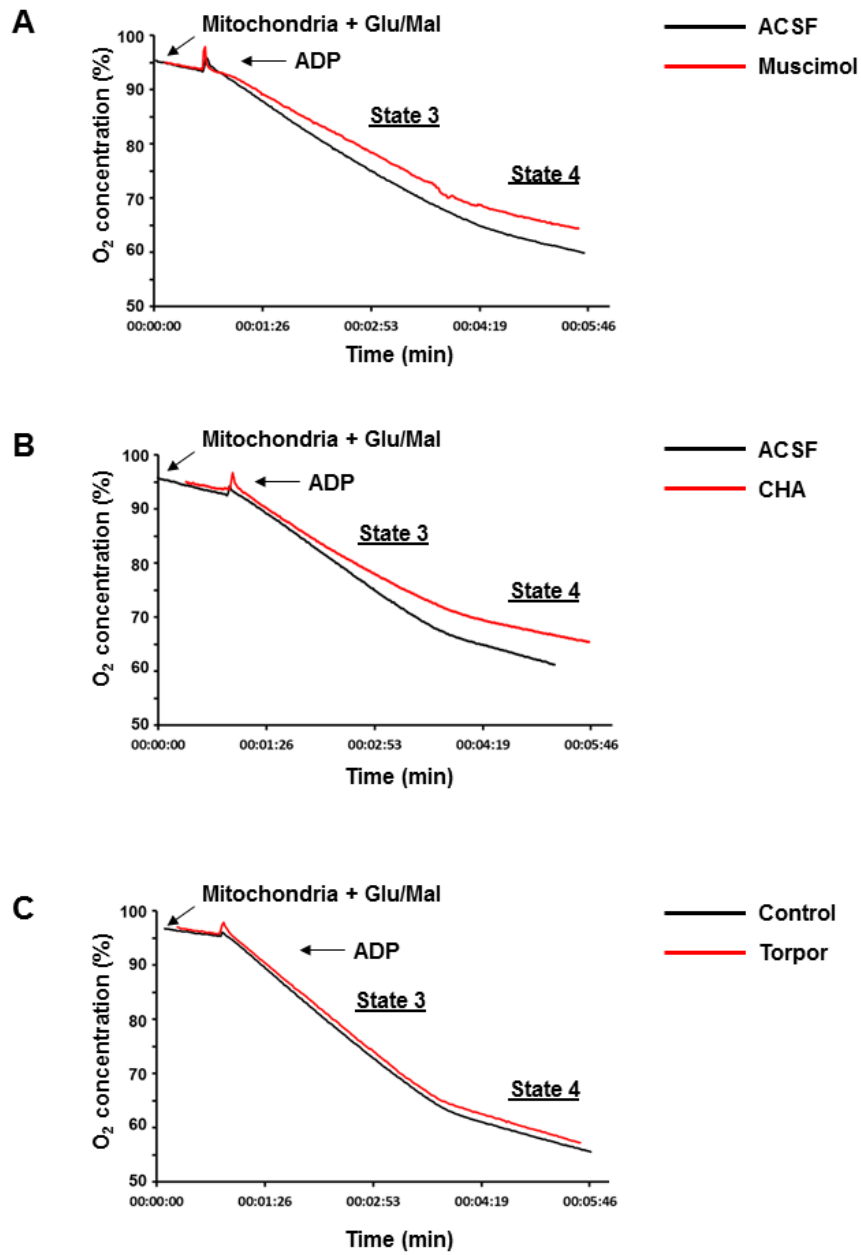 A
Mitochondria + Glu/Mal
ADP
ACSF
Muscimol
State 3
State 4
O₂ concentration (%)
100
90
80
70
60
50
00:00:00 00:01:26 00:02:53 00:04:19 00:05:46
Time (min)
B
Mitochondria + Glu/Mal
ADP
ACSF
CHA
State 3
State 4
O₂ concentration (%)
100
90
80
70
60
50
00:00:00 00:01:26 00:02:53 00:04:19 00:05:46
Time (min)
C
Mitochondria + Glu/Mal
ADP
Control
Torpor
State 3
State 4
O₂ concentration (%)
100
90
80
70
60
50
00:00:00 00:01:26 00:02:53 00:04:19 00:05:46
Time (min)